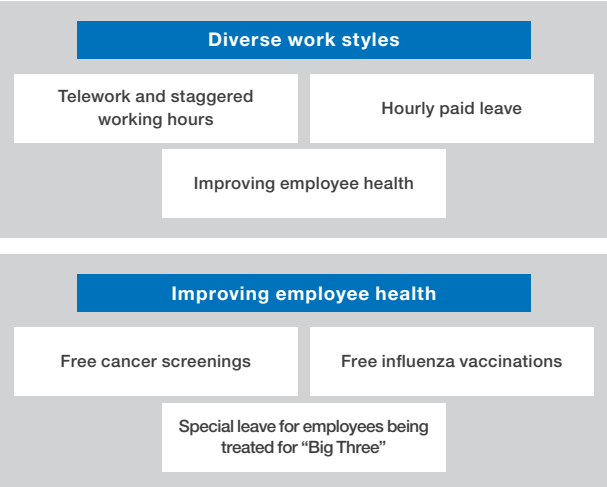 Diverse work styles
Telework and staggered
working hours
Hourly paid leave
Improving employee health
Improving employee health
Free cancer screenings
Free influenza vaccinations
Special leave for employees being
treated for “Big Three”